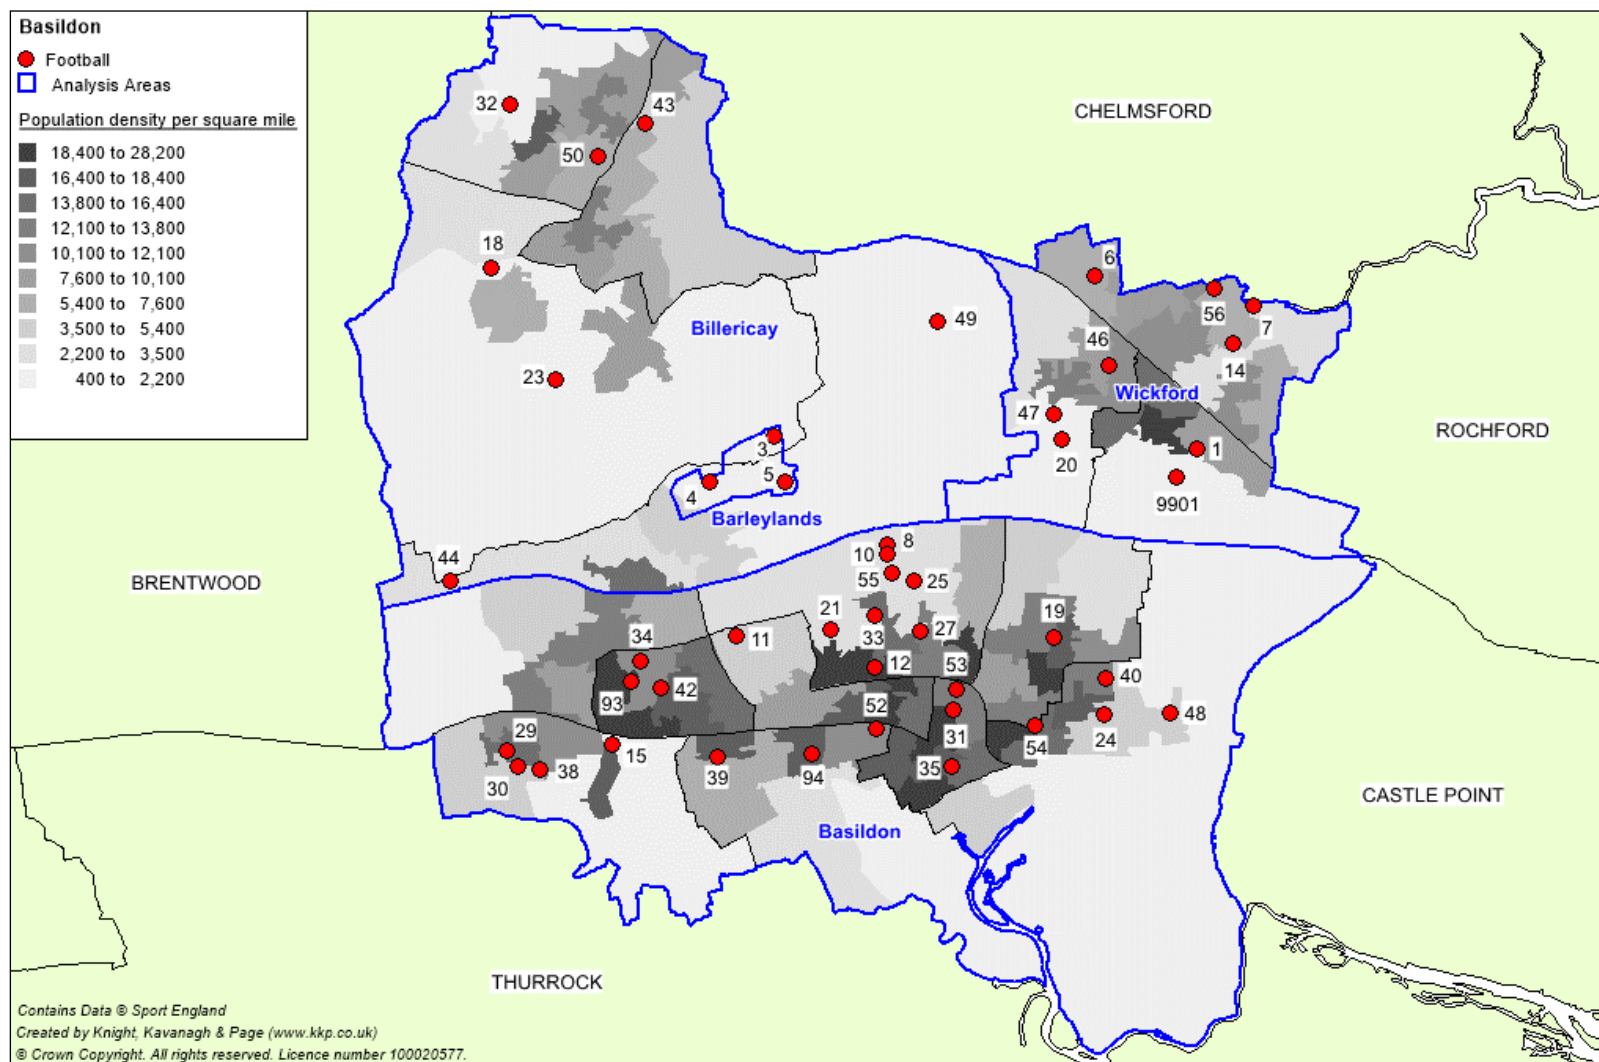 Basildon
Football
Analysis Areas
Population density per square mile
18,400 to 28,200
16,400 to 18,400
13,800 to 16,400
12,100 to 13,800
10,100 to 12,100
7,600 to 10,100
5,400 to 7,600
3,500 to 5,400
2,200 to 3,500
400 to 2,200
32
43
CHELMSFORD
50
18
6
56
7
49
Billericay
46
14
23
Wickford
47
ROCHFORD
3
20
1
4
5
9901
Barleylands
8
10
44
BRENTWOOD
55
25
21
19
34
11
33
27
12
53
40
93
42
52
48
29
15
31
54
24
30
38
39
94
35
CASTLE POINT
Basildon
THURROCK
Contains Data © Sport England
Created by Knight, Kavanagh & Page (www.kkp.co.uk)
© Crown Copyright. All rights reserved. Licence number 100020577.